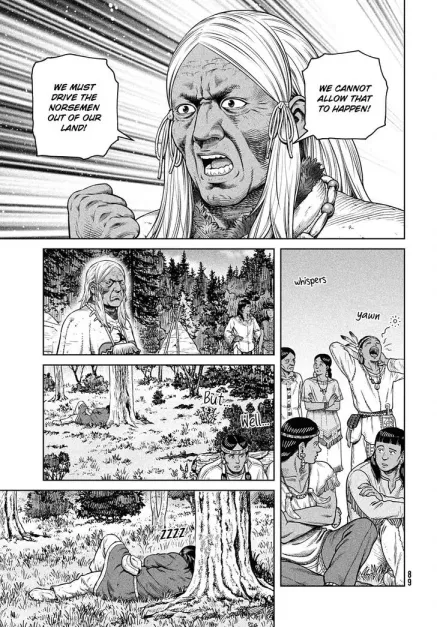 WE CANNOT
ALLOW THAT
TO HAPPEN!
WE MUST
DRIVE THE
NORSEMEN
OUT OF OUR
LAND!
whispers
yawn
But
Well...
zzzz
89